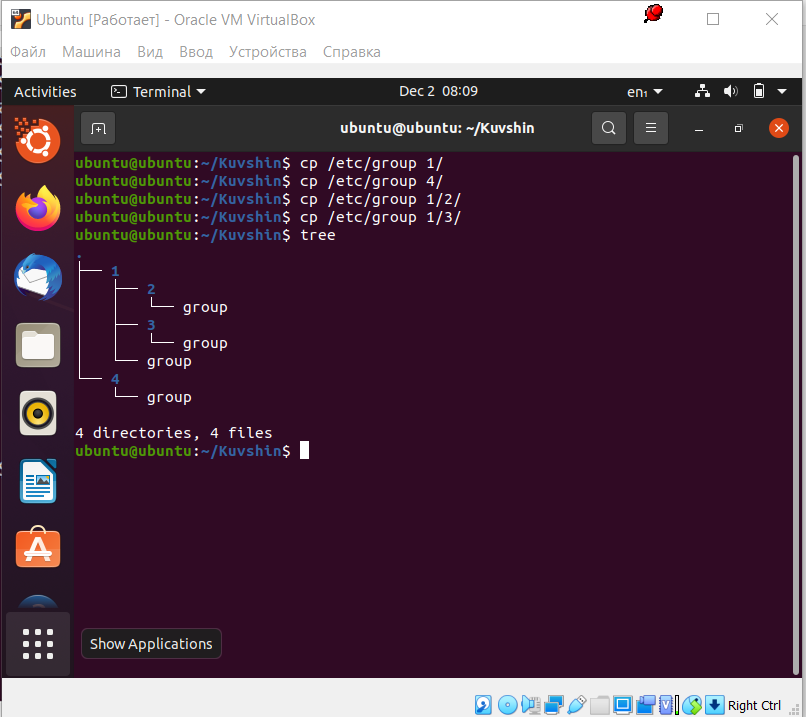 Ubuntu [Работает] - Oracle VM VirtualBox
Файл Машина Вид Ввод Устройства Справка
Activities Terminal Dec 2 08:09 en₁
ubuntu@ubuntu: ~/Kuvshin
ubuntu@ubuntu:~/Kuvshin$ cp /etc/group 1/
ubuntu@ubuntu:~/Kuvshin$ cp /etc/group 4/
ubuntu@ubuntu:~/Kuvshin$ cp /etc/group 1/2/
ubuntu@ubuntu:~/Kuvshin$ cp /etc/group 1/3/
ubuntu@ubuntu:~/Kuvshin$ tree
.
├── 1
│   ├── 2
│   │   └── group
│   ├── 3
│   │   └── group
│   └── group
└── 4
    └── group
4 directories, 4 files
ubuntu@ubuntu:~/Kuvshin$
Show Applications
Right Ctrl